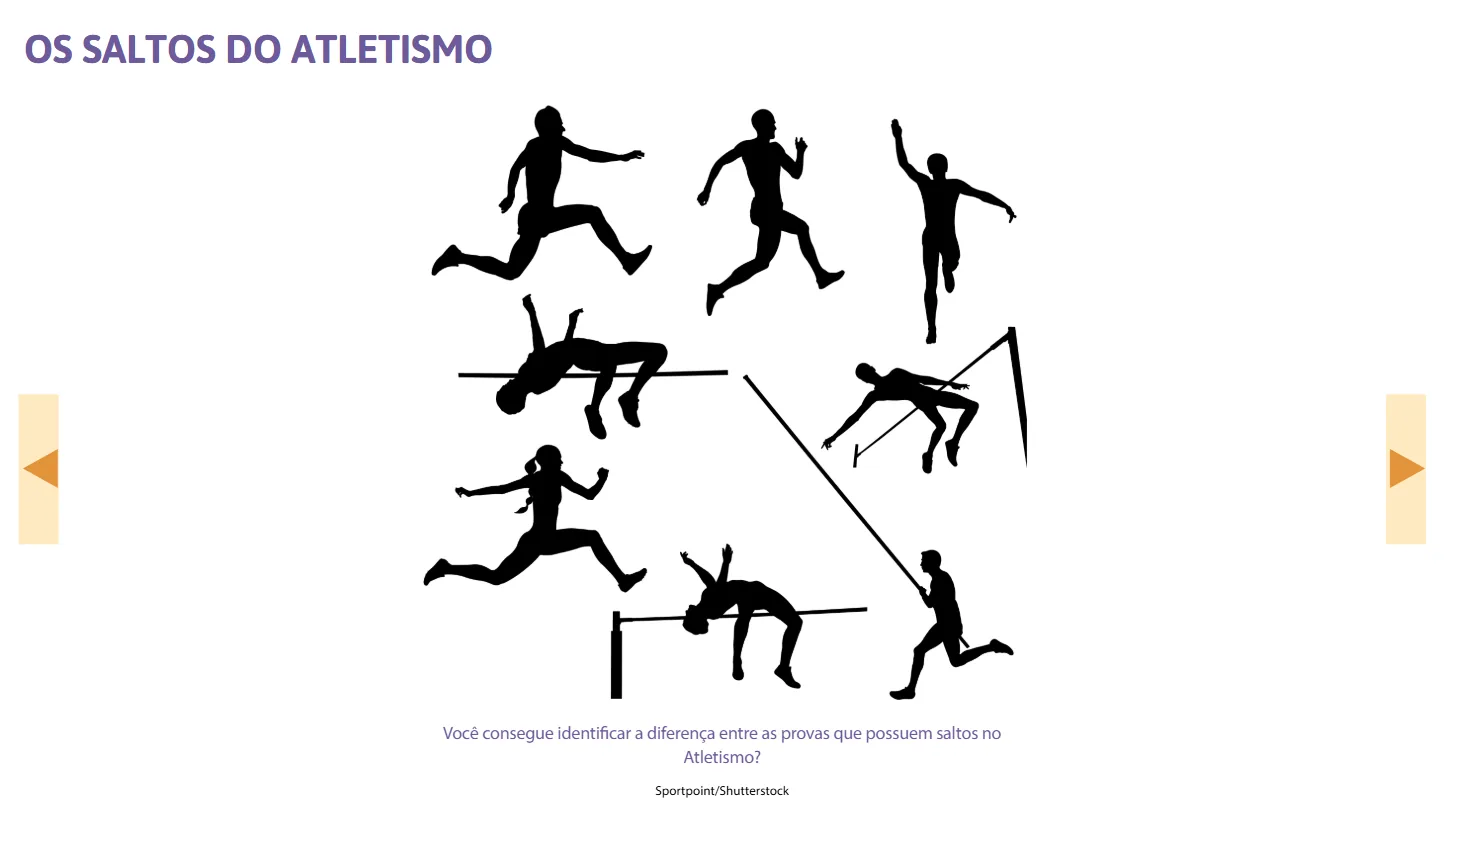 OS SALTOS DO ATLETISMO
Você consegue identificar a diferença entre as provas que possuem saltos no
Atletismo?
Sportpoint/Shutterstock